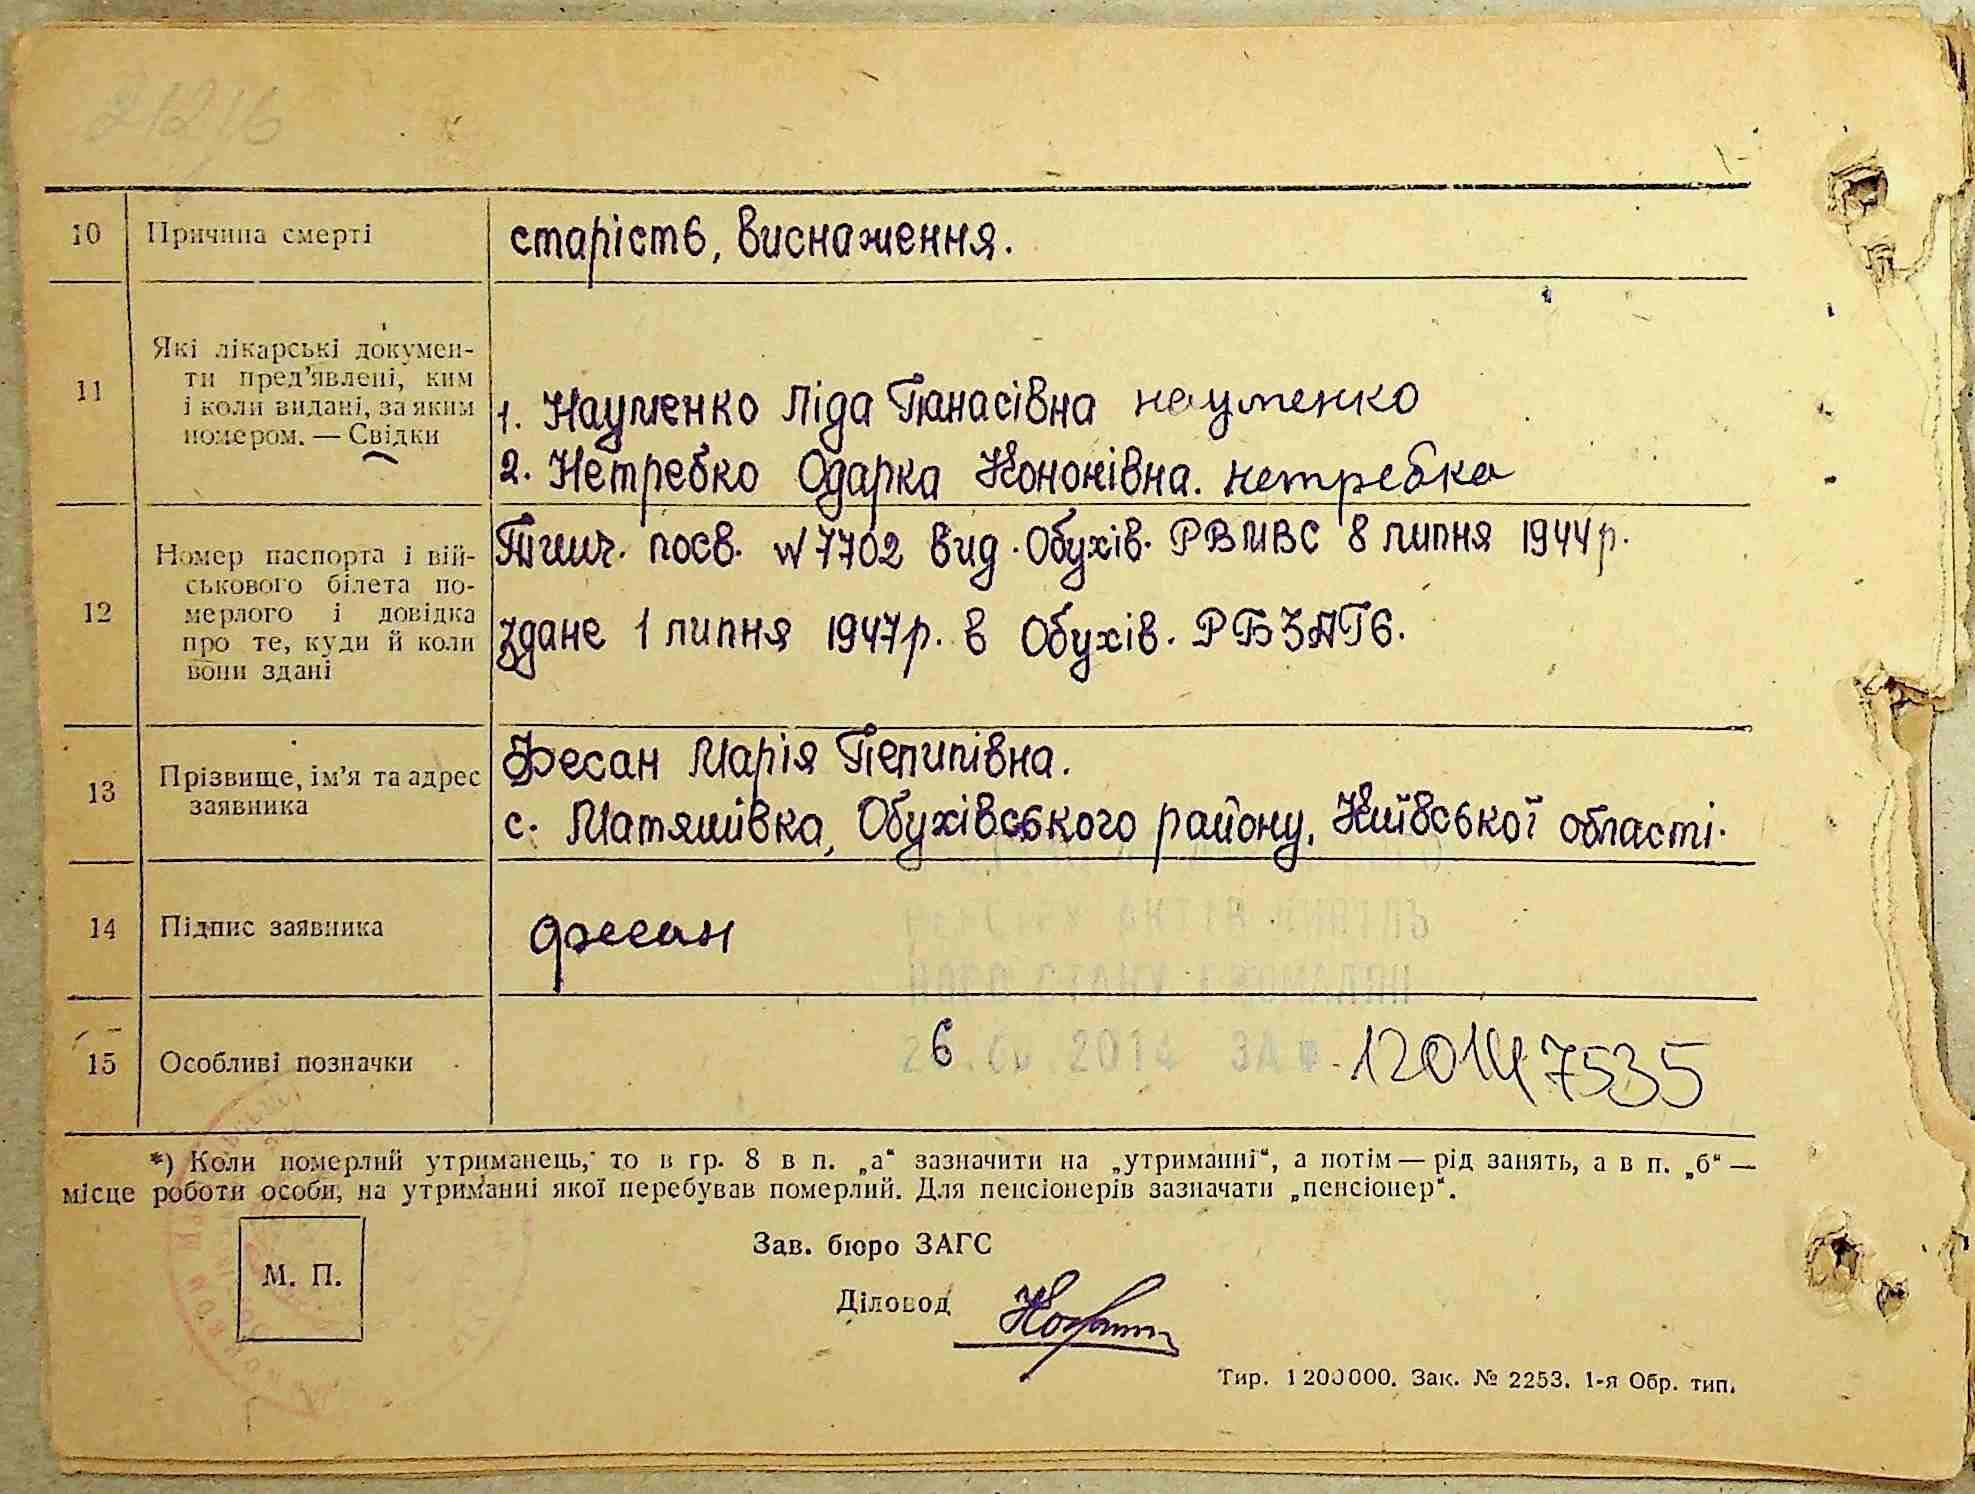 21216
10 Причина смерті старість, виснаження.
11 Які лікарські докумен-
ти пред'явлені, ким
і коли видані, за яким
номером. — Свідки
1. Науменко Ліда Панасівна науменко
2. Нетребко Одарка Кононівна. нетребко
12 Номер паспорта і вій-
ськового білета по-
мерлого і довідка
про те, куди й коли
вони здані
Тимч. посв. № 7702 вид. Обухів. РВМВС 8 липня 1944 р.
здане 1 липня 1947 р. в Обухів. РБЗАГС.
13 Прізвище, ім'я та адрес
заявника
Фесан Марія Пилипівна.
с. Матяшівка, Обухівського району, Київської області.
14 Підпис заявника фесан
15 Особливі позначки
26. 2014 ЗА 1201447535
*) Коли померлий утриманець, то в гр. 8 в п. „а“ зазначити на „утриманні“, а потім — рід занять, а в п. „б“ —
місце роботи особи, на утриманні якої перебував померлий. Для пенсіонерів зазначати „пенсіонер“.
М. П.
Зав. бюро ЗАГС
Діловод
Тир. 1200000. Зак. № 2253. 1-я Обр. тип.